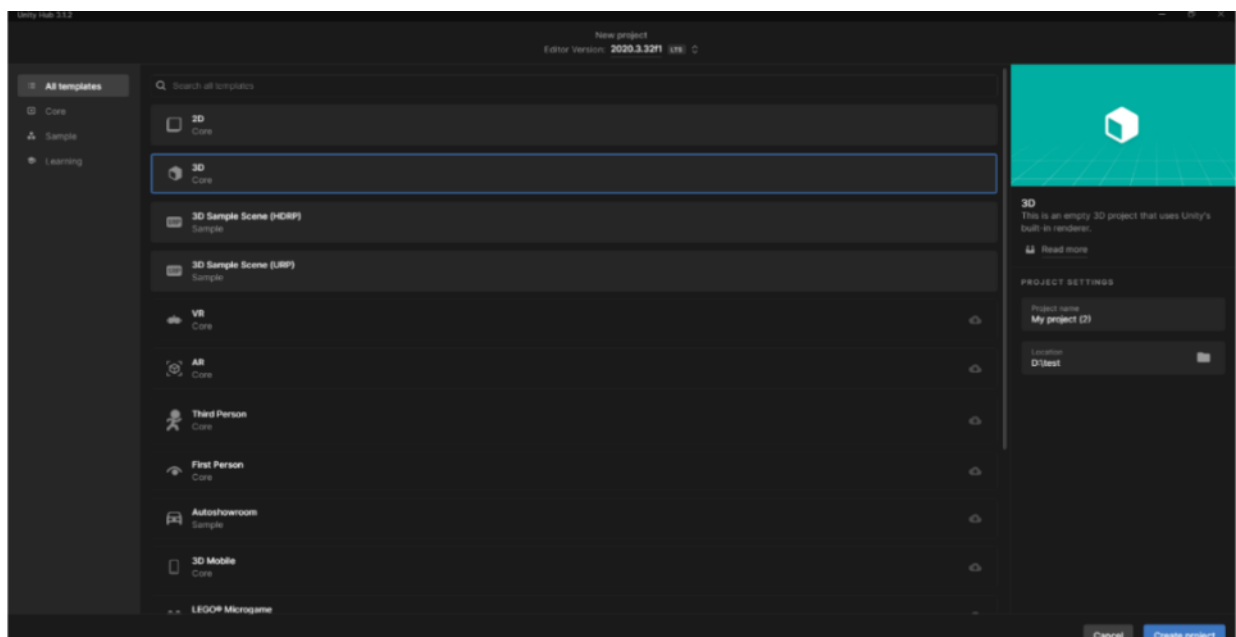 Unity Hub 3.1.2
New project
Editor Version: 2020.3.32f1 LTS
All templates
Core
Sample
Learning
Search all templates
2D
Core
3D
Core
3D Sample Scene (HDRP)
Sample
3D Sample Scene (URP)
Sample
VR
Core
AR
Core
Third Person
Core
First Person
Core
Autoshowroom
Sample
3D Mobile
Core
LEGO® Microgame
3D
This is an empty 3D project that uses Unity's
built-in renderer.
Read more
PROJECT SETTINGS
Project name
My project (2)
Location
D:\test
Cancel
Create project